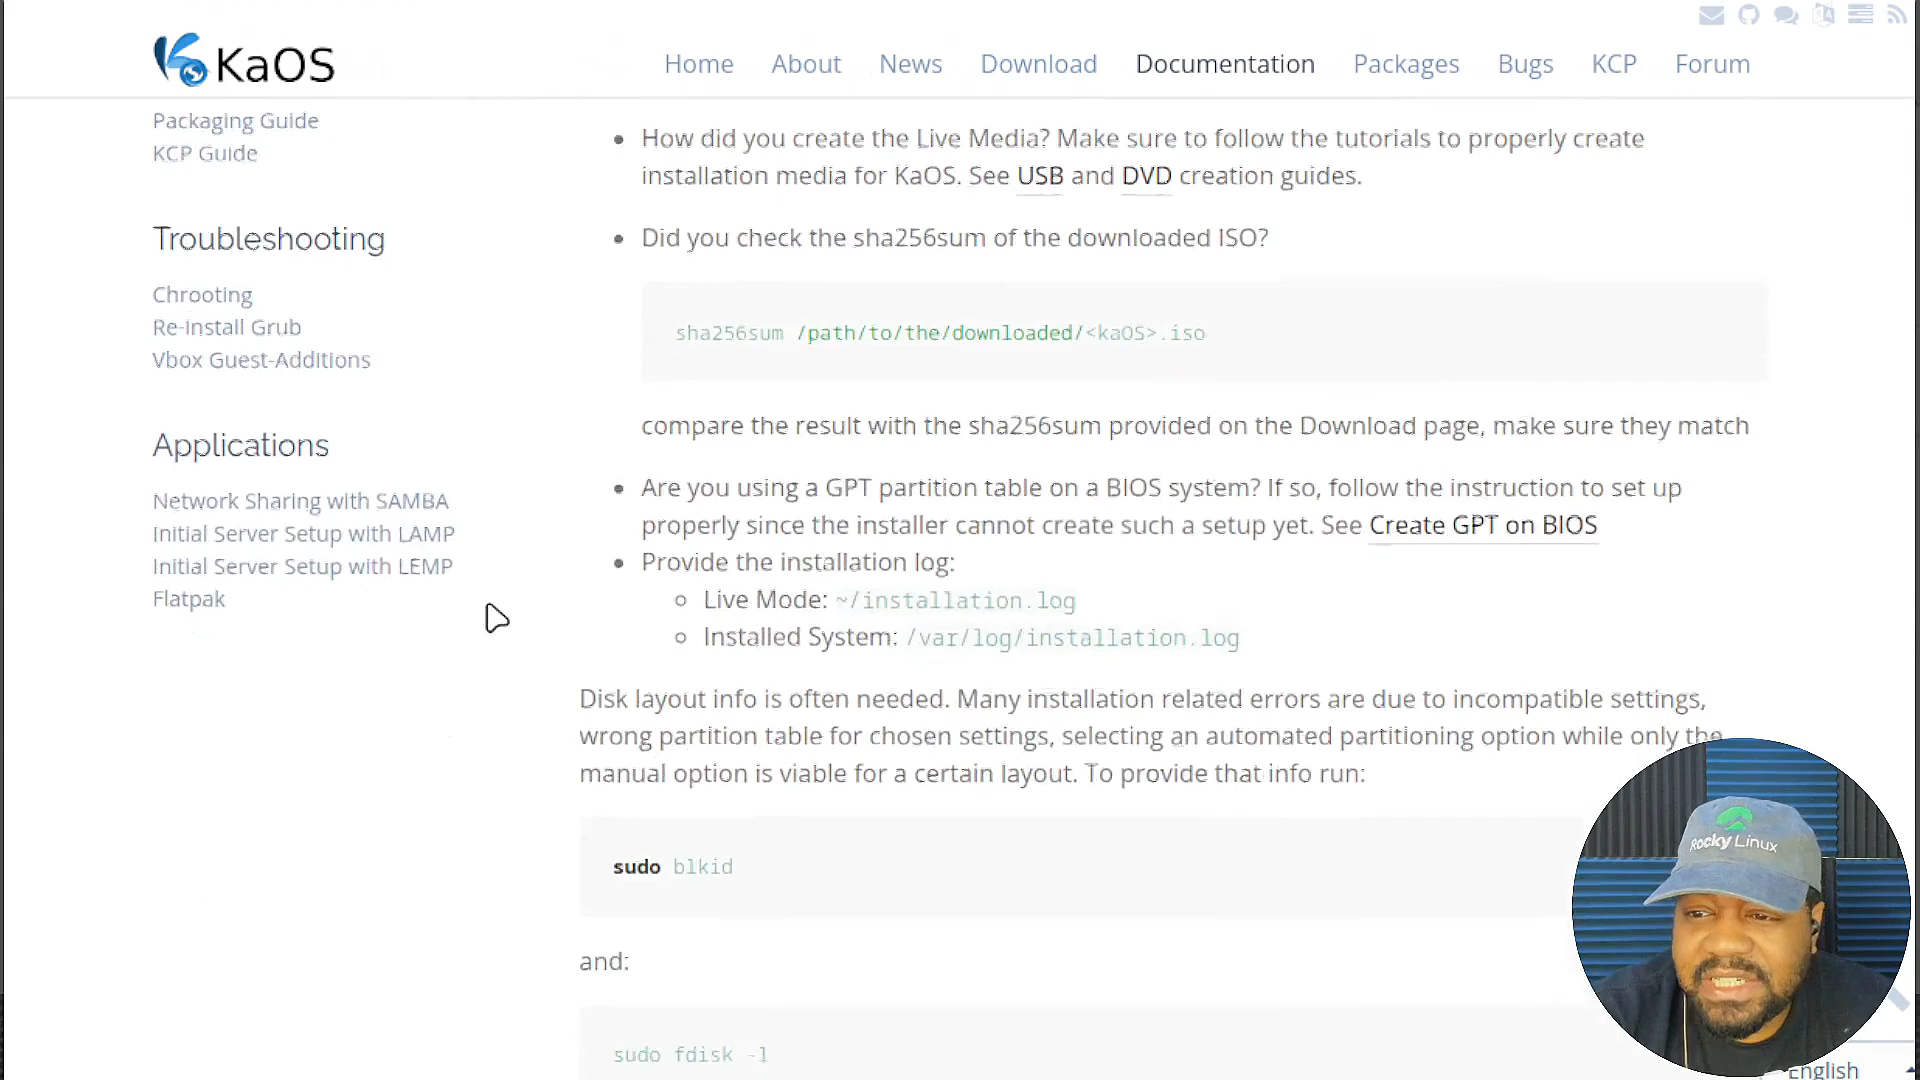 KaOS
Home About News Download Documentation Packages Bugs KCP Forum
Packaging Guide
KCP Guide
Troubleshooting
Chrooting
Re-Install Grub
Vbox Guest-Additions
Applications
Network Sharing with SAMBA
Initial Server Setup with LAMP
Initial Server Setup with LEMP
Flatpak
How did you create the Live Media? Make sure to follow the tutorials to properly create
installation media for KaOS. See USB and DVD creation guides.
Did you check the sha256sum of the downloaded ISO?
sha256sum /path/to/the/downloaded/<kaOS>.iso
compare the result with the sha256sum provided on the Download page, make sure they match
Are you using a GPT partition table on a BIOS system? If so, follow the instruction to set up
properly since the installer cannot create such a setup yet. See Create GPT on BIOS
Provide the installation log:
Live Mode: ~/installation.log
Installed System: /var/log/installation.log
Disk layout info is often needed. Many installation related errors are due to incompatible settings,
wrong partition table for chosen settings, selecting an automated partitioning option while only the
manual option is viable for a certain layout. To provide that info run:
sudo blkid
and:
sudo fdisk -l
Rocky Linux
English